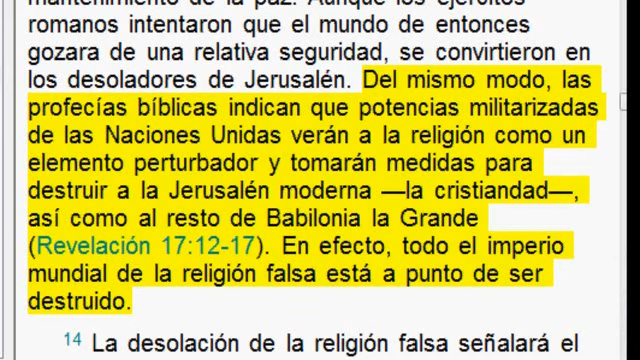 mantenimiento de la paz. Aunque los ejércitos
romanos intentaron que el mundo de entonces
gozara de una relativa seguridad, se convirtieron en
los desoladores de Jerusalén. Del mismo modo, las
profecías bíblicas indican que potencias militarizadas
de las Naciones Unidas verán a la religión como un
elemento perturbador y tomarán medidas para
destruir a la Jerusalén moderna —la cristiandad—,
así como al resto de Babilonia la Grande
(Revelación 17:12-17). En efecto, todo el imperio
mundial de la religión falsa está a punto de ser
destruido.
14 La desolación de la religión falsa señalará el